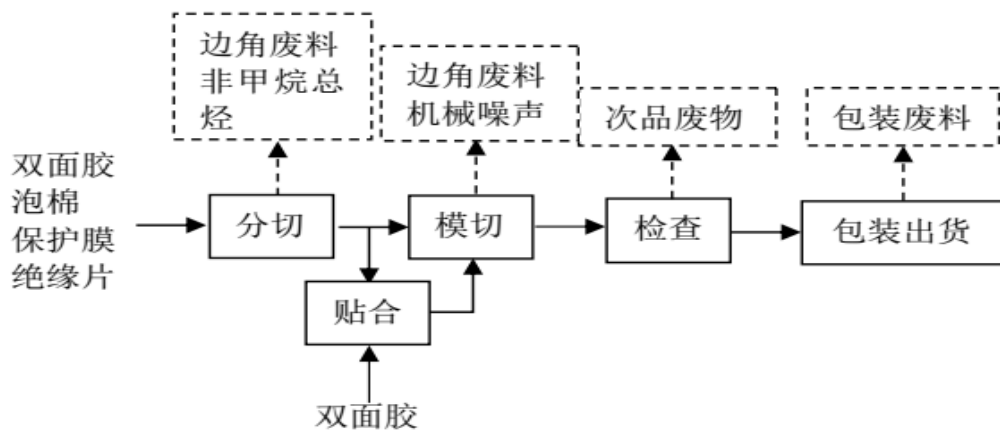 边角废料
非甲烷总
烃
边角废料
机械噪声
次品废物
包装废料
双面胶
泡棉
保护膜
绝缘片
分切
模切
检查
包装出货
贴合
双面胶